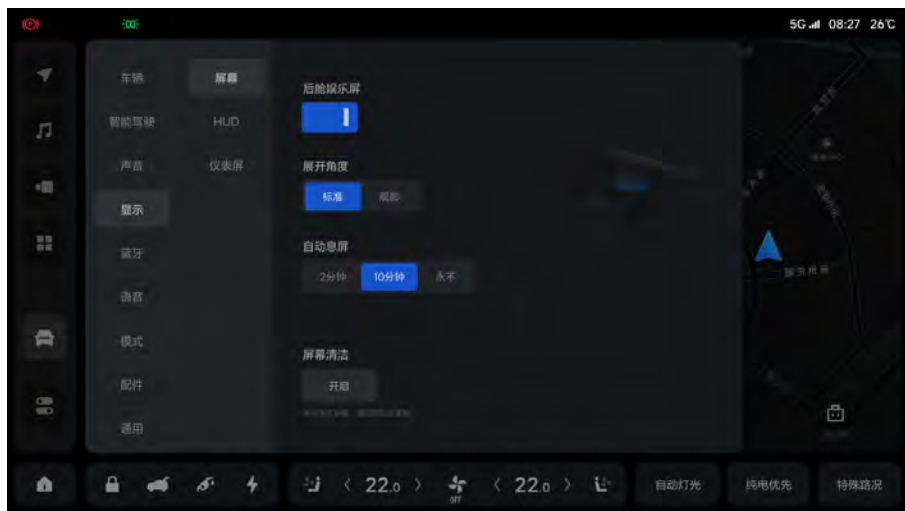 5G 08:27 26℃
车辆
智能驾驶
声音
显示
蓝牙
语音
模式
配件
通用
屏幕
HUD
仪表屏
后舱娱乐屏
展开角度
标准 观影
自动息屏
2分钟 10分钟 永不
屏幕清洁
开启
22.0 OFF 22.0
自动灯光 纯电优先 特殊路况